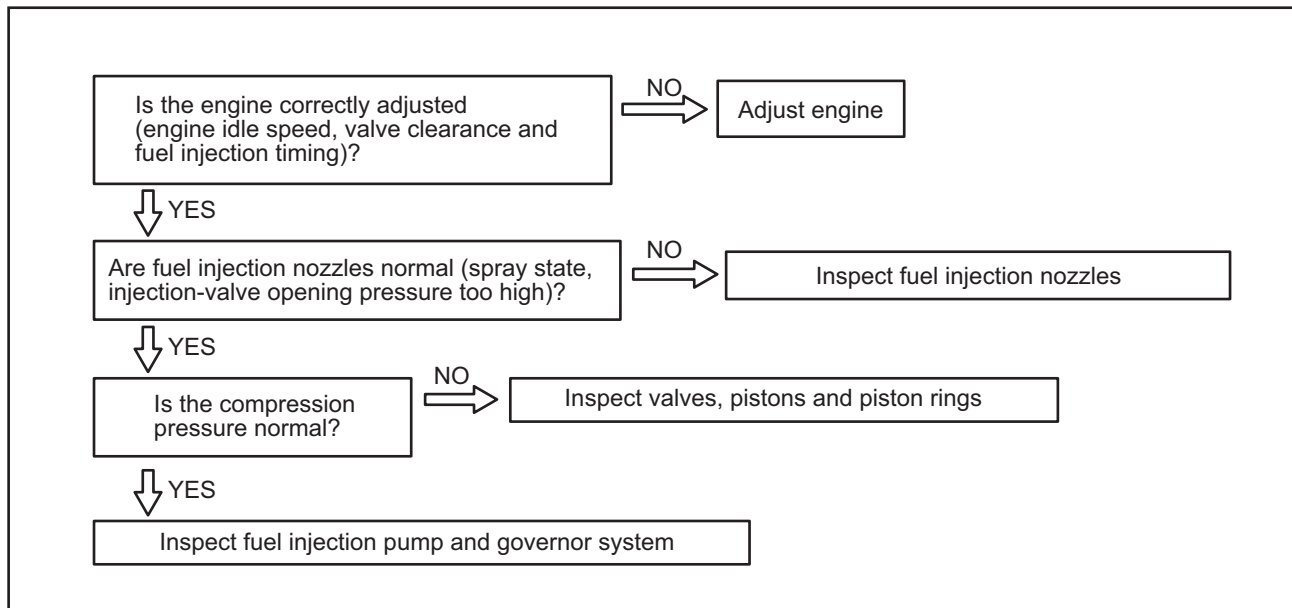 Is the engine correctly adjusted
(engine idle speed, valve clearance and
fuel injection timing)?
NO
Adjust engine
YES
Are fuel injection nozzles normal (spray state,
injection-valve opening pressure too high)?
NO
Inspect fuel injection nozzles
YES
Is the compression
pressure normal?
NO
Inspect valves, pistons and piston rings
YES
Inspect fuel injection pump and governor system